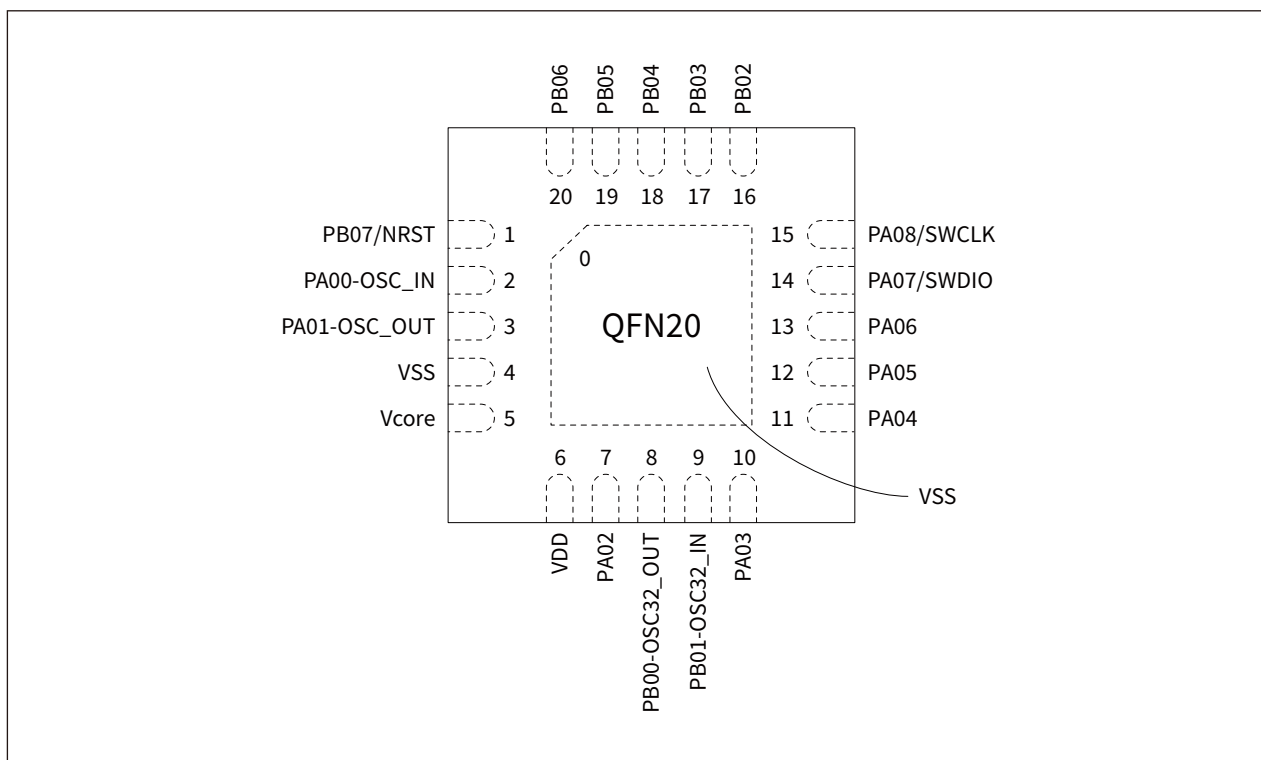 PB06
PB05
PB04
PB03
PB02
20 19 18 17 16
PB07/NRST 1
PA00-OSC_IN 2
PA01-OSC_OUT 3
VSS 4
Vcore 5
0
QFN20
15 PA08/SWCLK
14 PA07/SWDIO
13 PA06
12 PA05
11 PA04
6 7 8 9 10
VDD
PA02
PB00-OSC32_OUT
PB01-OSC32_IN
PA03
VSS